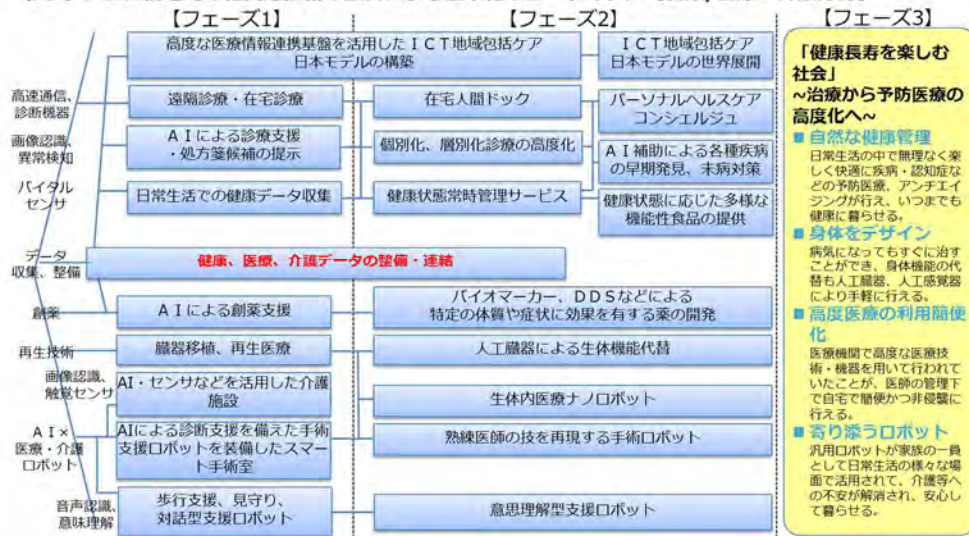 【フェーズ1】
【フェーズ2】
【フェーズ3】
高度な医療情報連携基盤を活用したICT地域包括ケア
日本モデルの構築
ICT地域包括ケア
日本モデルの世界展開
高速通信、
診断機器
遠隔診療・在宅診療
在宅人間ドック
パーソナルヘルスケア
コンシェルジュ
画像認識、
異常検知
AIによる診療支援
・処方箋候補の提示
個別化、層別化診療の高度化
AI補助による各種疾病
の早期発見、未病対策
バイタル
センサ
日常生活での健康データ収集
健康状態常時管理サービス
健康状態に応じた多様な
機能性食品の提供
データ
収集、整備
健康、医療、介護データの整備・連結
創薬
AIによる創薬支援
バイオマーカー、DDSなどによる
特定の体質や症状に効果を有する薬の開発
再生技術
臓器移植、再生医療
人工臓器による生体機能代替
画像認識、
触覚センサ
AI・センサなどを活用した介護
施設
生体内医療ナノロボット
AI×
医療・介護
ロボット
AIによる診断支援を備えた手術
支援ロボットを装備したスマ
ート手術室
熟練医師の技を再現する手術ロボット
音声認識、
意味理解
歩行支援、見守り、
対話型支援ロボット
意思理解型支援ロボット
「健康長寿を楽しむ
社会」
~治療から予防医療の
高度化へ~
■ 自然な健康管理
日常生活の中で無理なく楽
しく快適に疾病・認知症な
どの予防医療、アンチエイ
ジングが行え、いつまでも
健康に暮らせる。
■ 身体をデザイン
病気になってもすぐに治す
ことができ、身体機能の代
替も人工臓器、人工感覚器
により手軽に行える。
■ 高度医療の利用簡便
化
医療機関で高度な医療技
術・機器を用いて行われて
いたことが、医師の管理下
で自宅で簡便かつ非侵襲に
行える。
■ 寄り添うロボット
汎用ロボットが家族の一員
として日常生活の様々な場
面で活用されて、介護等へ
の不安が解消され、安心し
て暮らせる。